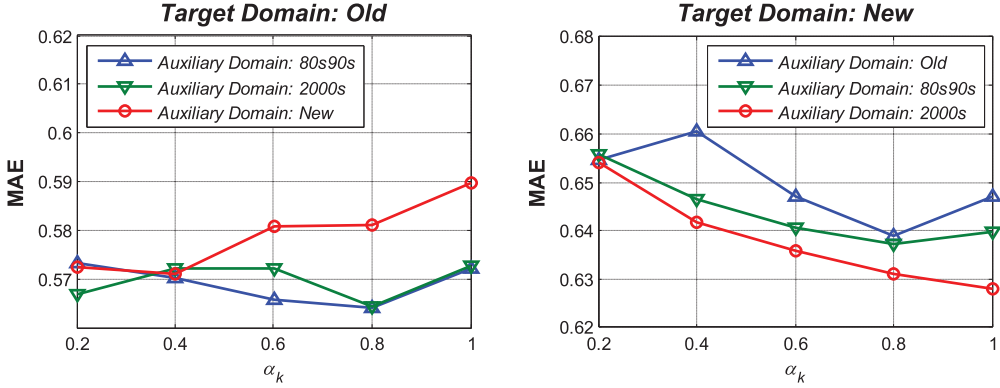 Target Domain: Old
0.62
0.61
0.6
0.59
0.58
0.57
MAE
Auxiliary Domain: 80s90s
Auxiliary Domain: 2000s
Auxiliary Domain: New
0.2
0.4
0.6
0.8
1
αk
Target Domain: New
0.68
0.67
0.66
0.65
0.64
0.63
0.62
MAE
Auxiliary Domain: Old
Auxiliary Domain: 80s90s
Auxiliary Domain: 2000s
0.2
0.4
0.6
0.8
1
αk